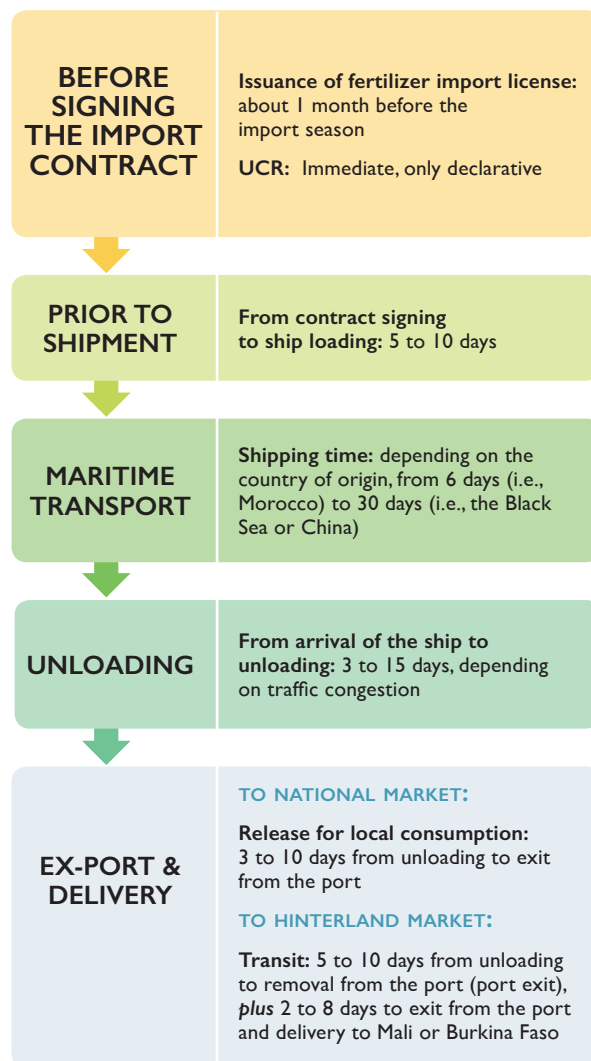 BEFORE
SIGNING
THE IMPORT
CONTRACT
Issuance of fertilizer import license:
about 1 month before the
import season
UCR: Immediate, only declarative
PRIOR TO
SHIPMENT
From contract signing
to ship loading: 5 to 10 days
MARITIME
TRANSPORT
Shipping time: depending on the
country of origin, from 6 days (i.e.,
Morocco) to 30 days (i.e., the Black
Sea or China)
UNLOADING
From arrival of the ship to
unloading: 3 to 15 days, depending
on traffic congestion
EX-PORT &
DELIVERY
TO NATIONAL MARKET:
Release for local consumption:
3 to 10 days from unloading to exit
from the port
TO HINTERLAND MARKET:
Transit: 5 to 10 days from unloading
to removal from the port (port exit),
plus 2 to 8 days to exit from the port
and delivery to Mali or Burkina Faso